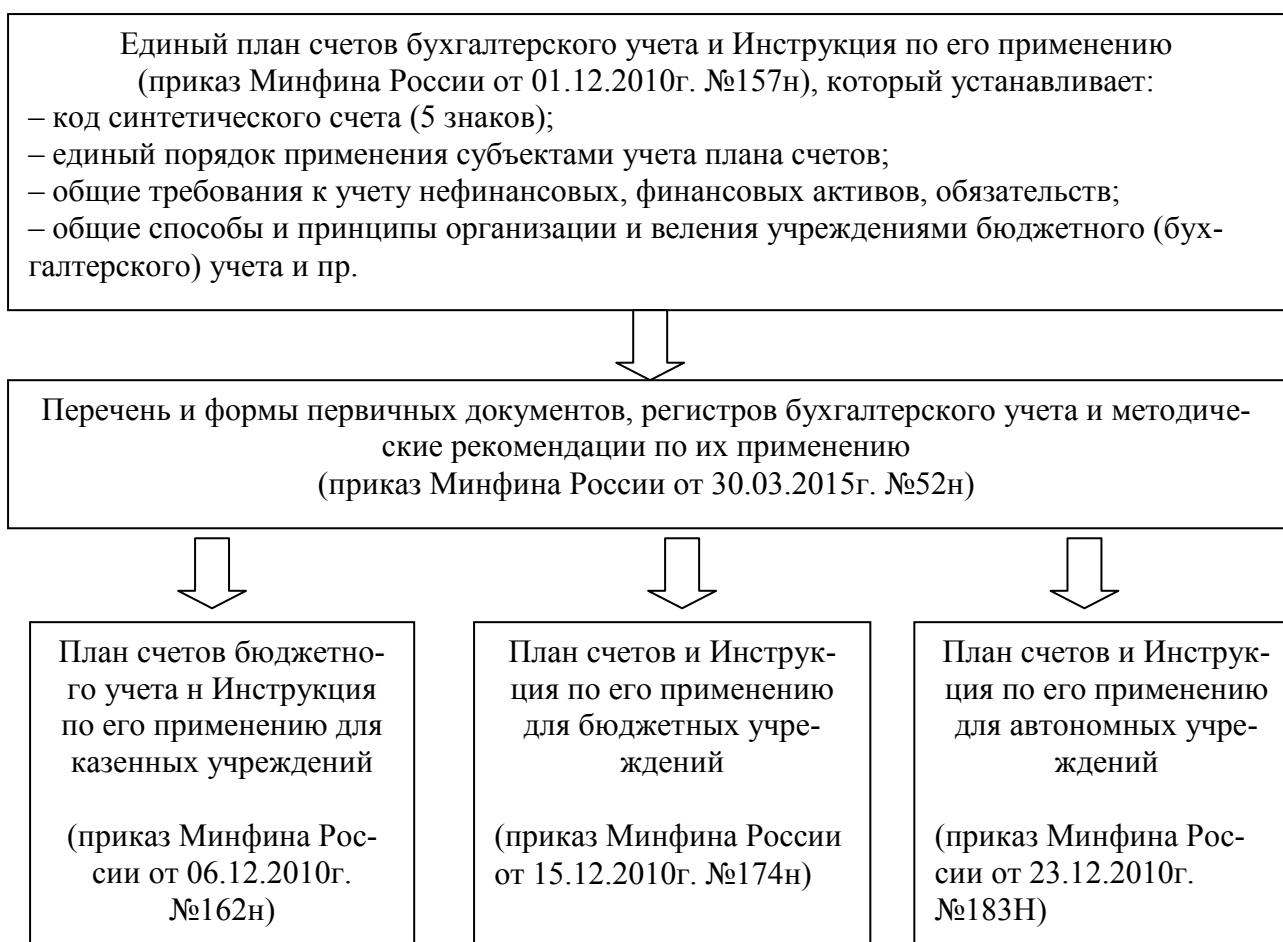 Единый план счетов бухгалтерского учета и Инструкция по его применению
(приказ Минфина России от 01.12.2010г. №157н), который устанавливает:
– код синтетического счета (5 знаков);
– единый порядок применения субъектами учета плана счетов;
– общие требования к учету нефинансовых, финансовых активов, обязательств;
– общие способы и принципы организации и веления учреждениями бюджетного (бух-
галтерского) учета и пр.
Перечень и формы первичных документов, регистров бухгалтерского учета и методиче-
ские рекомендации по их применению
(приказ Минфина России от 30.03.2015г. №52н)
План счетов бюджетно-
го учета н Инструкция
по его применению для
казенных учреждений
(приказ Минфина Рос-
сии от 06.12.2010г.
№162н)
План счетов и Инструк-
ция по его применению
для бюджетных учре-
ждений
(приказ Минфина России
от 15.12.2010г. №174н)
План счетов и Инструк-
ция по его применению
для автономных учре-
ждений
(приказ Минфина Рос-
сии от 23.12.2010г.
№183Н)